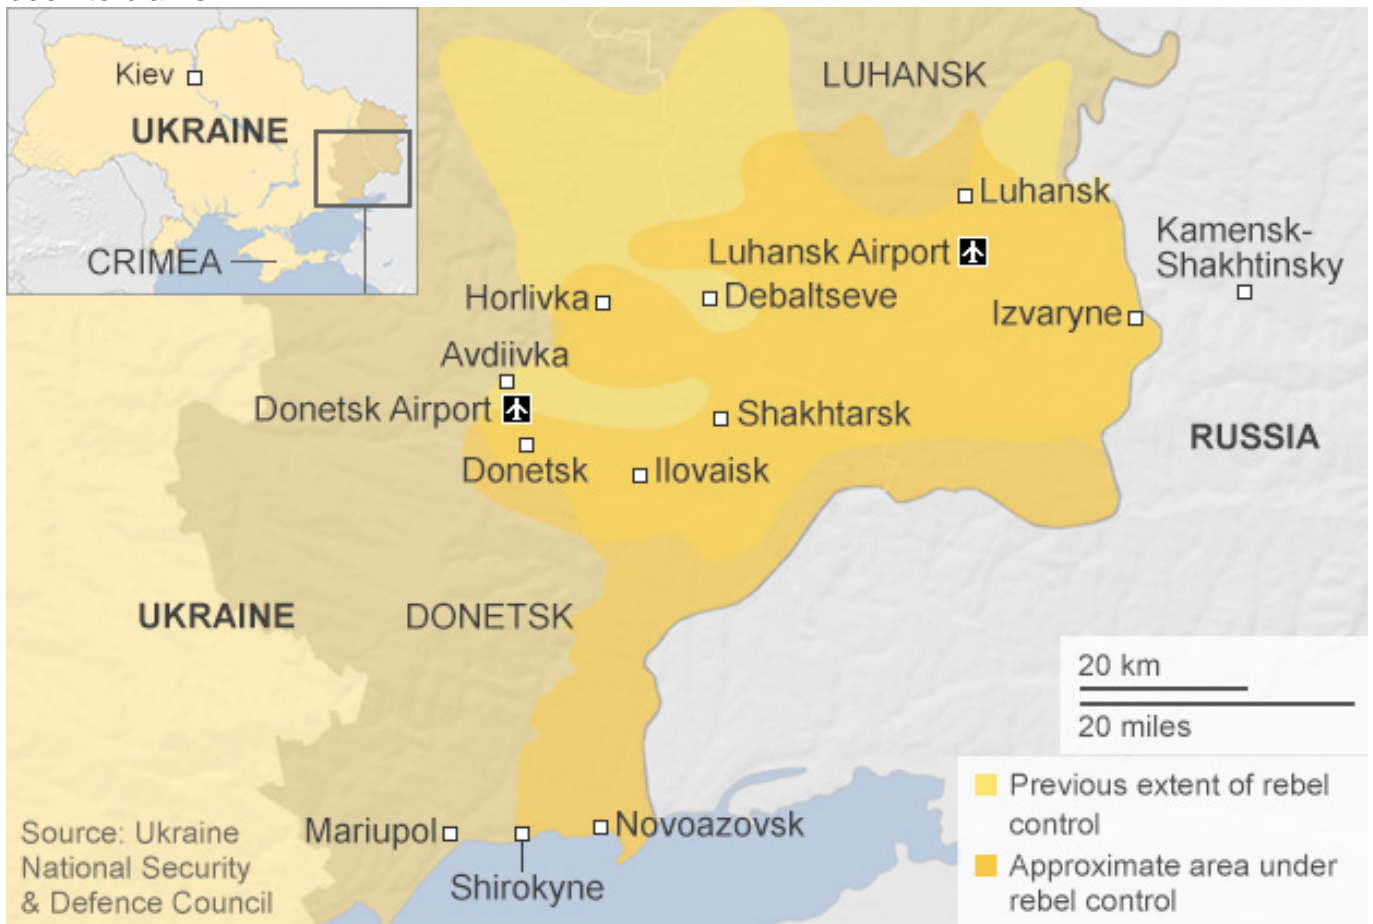 Kiev
UKRAINE
CRIMEA
LUHANSK
Luhansk
Luhansk Airport
Kamensk-
Shakhtinsky
Horlivka
Debaltseve
Izvaryne
Avdiivka
Donetsk Airport
Shakhtarsk
RUSSIA
Donetsk
Ilovaisk
UKRAINE
DONETSK
20 km
20 miles
Previous extent of rebel
control
Approximate area under
rebel control
Mariupol
Novoazovsk
Shirokyne
Source: Ukraine
National Security
& Defence Council